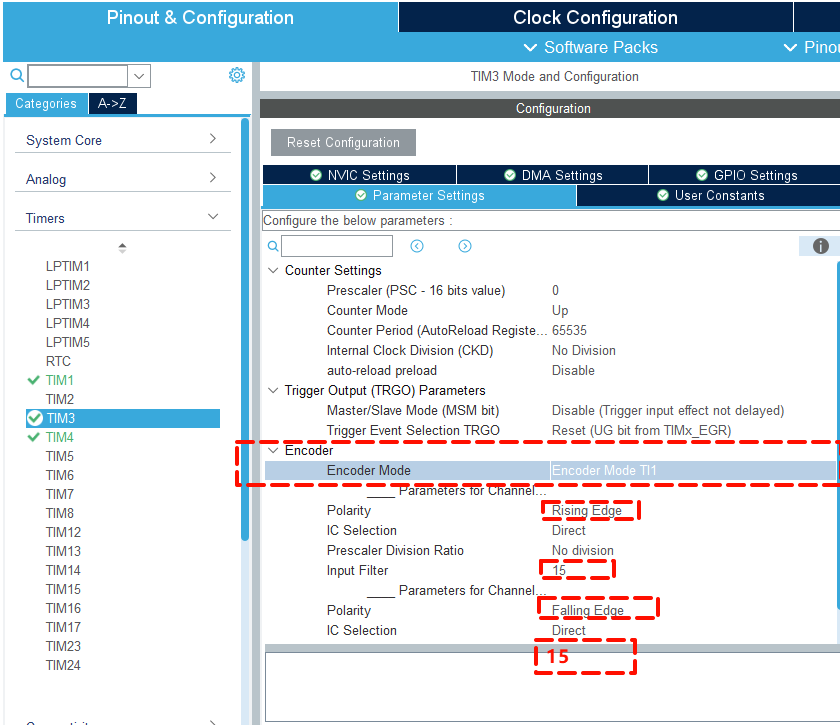 Pinout & Configuration
Clock Configuration
Software Packs
Pinou
TIM3 Mode and Configuration
Categories
A->Z
System Core
Analog
Timers
LPTIM1
LPTIM2
LPTIM3
LPTIM4
LPTIM5
RTC
TIM1
TIM2
TIM3
TIM4
TIM5
TIM6
TIM7
TIM8
TIM12
TIM13
TIM14
TIM15
TIM16
TIM17
TIM23
TIM24
Configuration
Reset Configuration
NVIC Settings
DMA Settings
GPIO Settings
Parameter Settings
User Constants
Configure the below parameters :
Counter Settings
Prescaler (PSC - 16 bits value) 0
Counter Mode Up
Counter Period (AutoReload Registe... 65535
Internal Clock Division (CKD) No Division
auto-reload preload Disable
Trigger Output (TRGO) Parameters
Master/Slave Mode (MSM bit) Disable (Trigger input effect not delayed)
Trigger Event Selection TRGO Reset (UG bit from TIMx_EGR)
Encoder
Encoder Mode Encoder Mode TI1
____ Parameters for Channel...
Polarity Rising Edge
IC Selection Direct
Prescaler Division Ratio No division
Input Filter 15
____ Parameters for Channel...
Polarity Falling Edge
IC Selection Direct
15